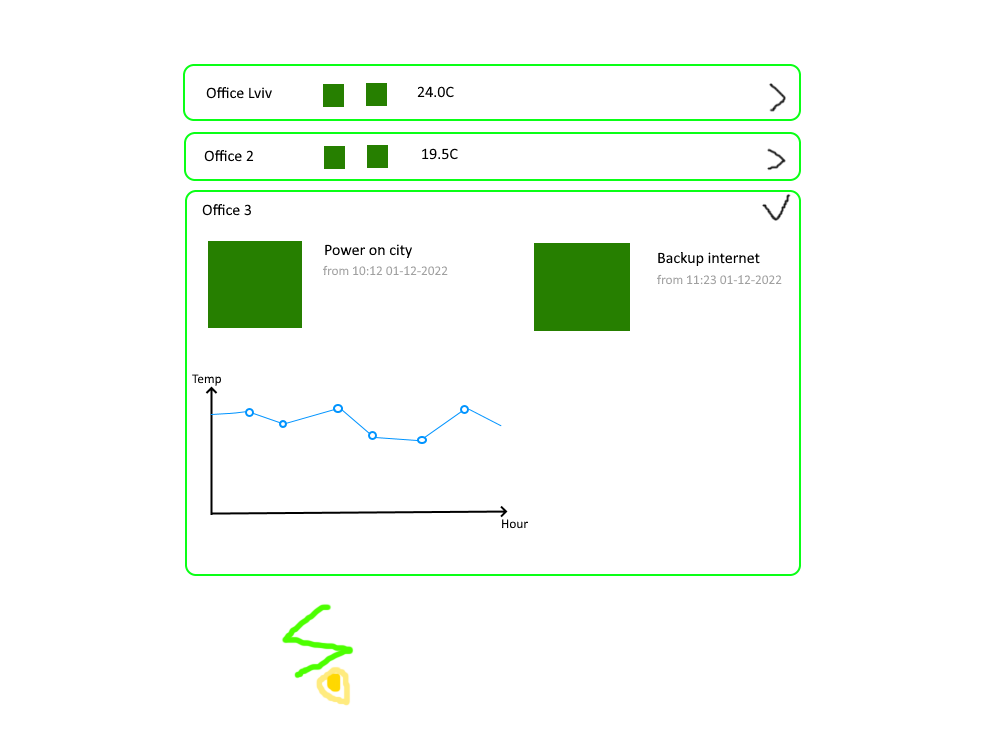 Office Lviv 24.0C
Office 2 19.5C
Office 3
Power on city
from 10:12 01-12-2022
Backup internet
from 11:23 01-12-2022
Temp
Hour